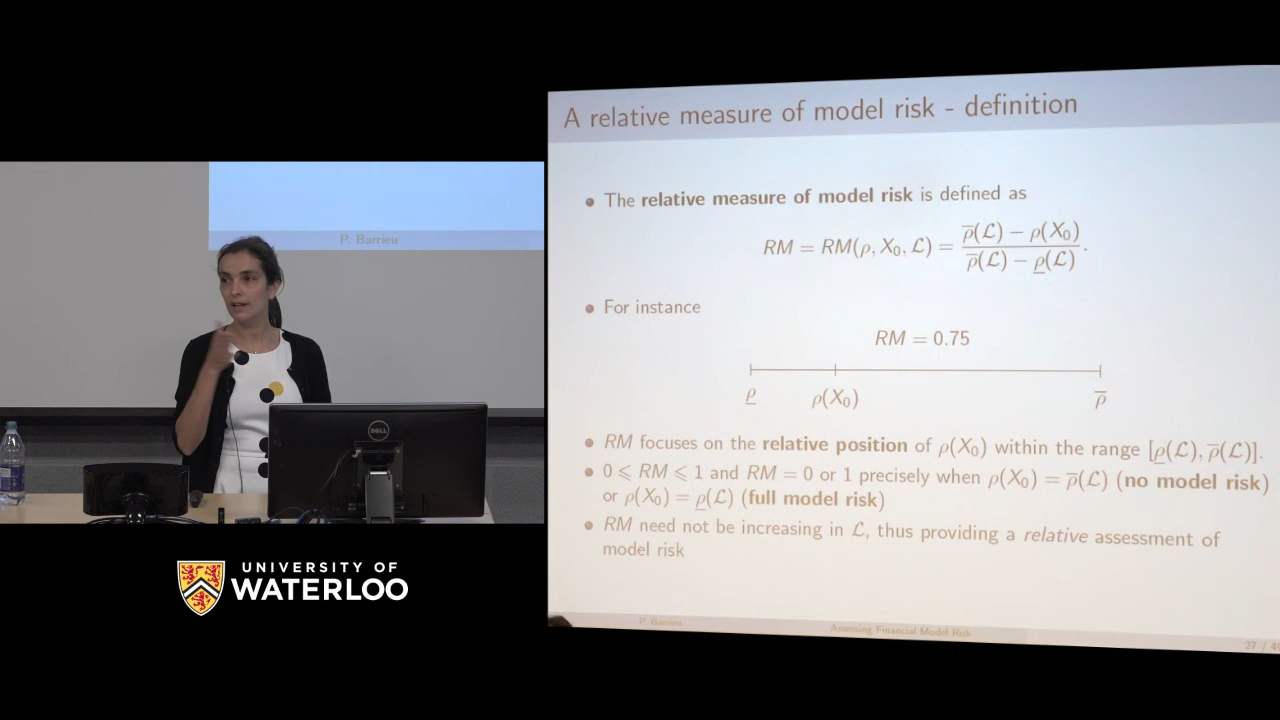 A relative measure of model risk - definition
The relative measure of model risk is defined as
RM = RM(ρ, X₀, ℒ) = (ρ̅(ℒ) − ρ(X₀)) / (ρ̅(ℒ) − ρ̲(ℒ)).
For instance
RM = 0.75
ρ̲ ρ(X₀) ρ̅
RM focuses on the relative position of ρ(X₀) within the range [ρ̲(ℒ), ρ̅(ℒ)].
0 ⩽ RM ⩽ 1 and RM = 0 or 1 precisely when ρ(X₀) = ρ̅(ℒ) (no model risk)
or ρ(X₀) = ρ̲(ℒ) (full model risk)
RM need not be increasing in ℒ, thus providing a relative assessment of
model risk
P. Barrieu
Assessing Financial Model Risk
27 /
P. Barrieu
DELL
UNIVERSITY OF
WATERLOO